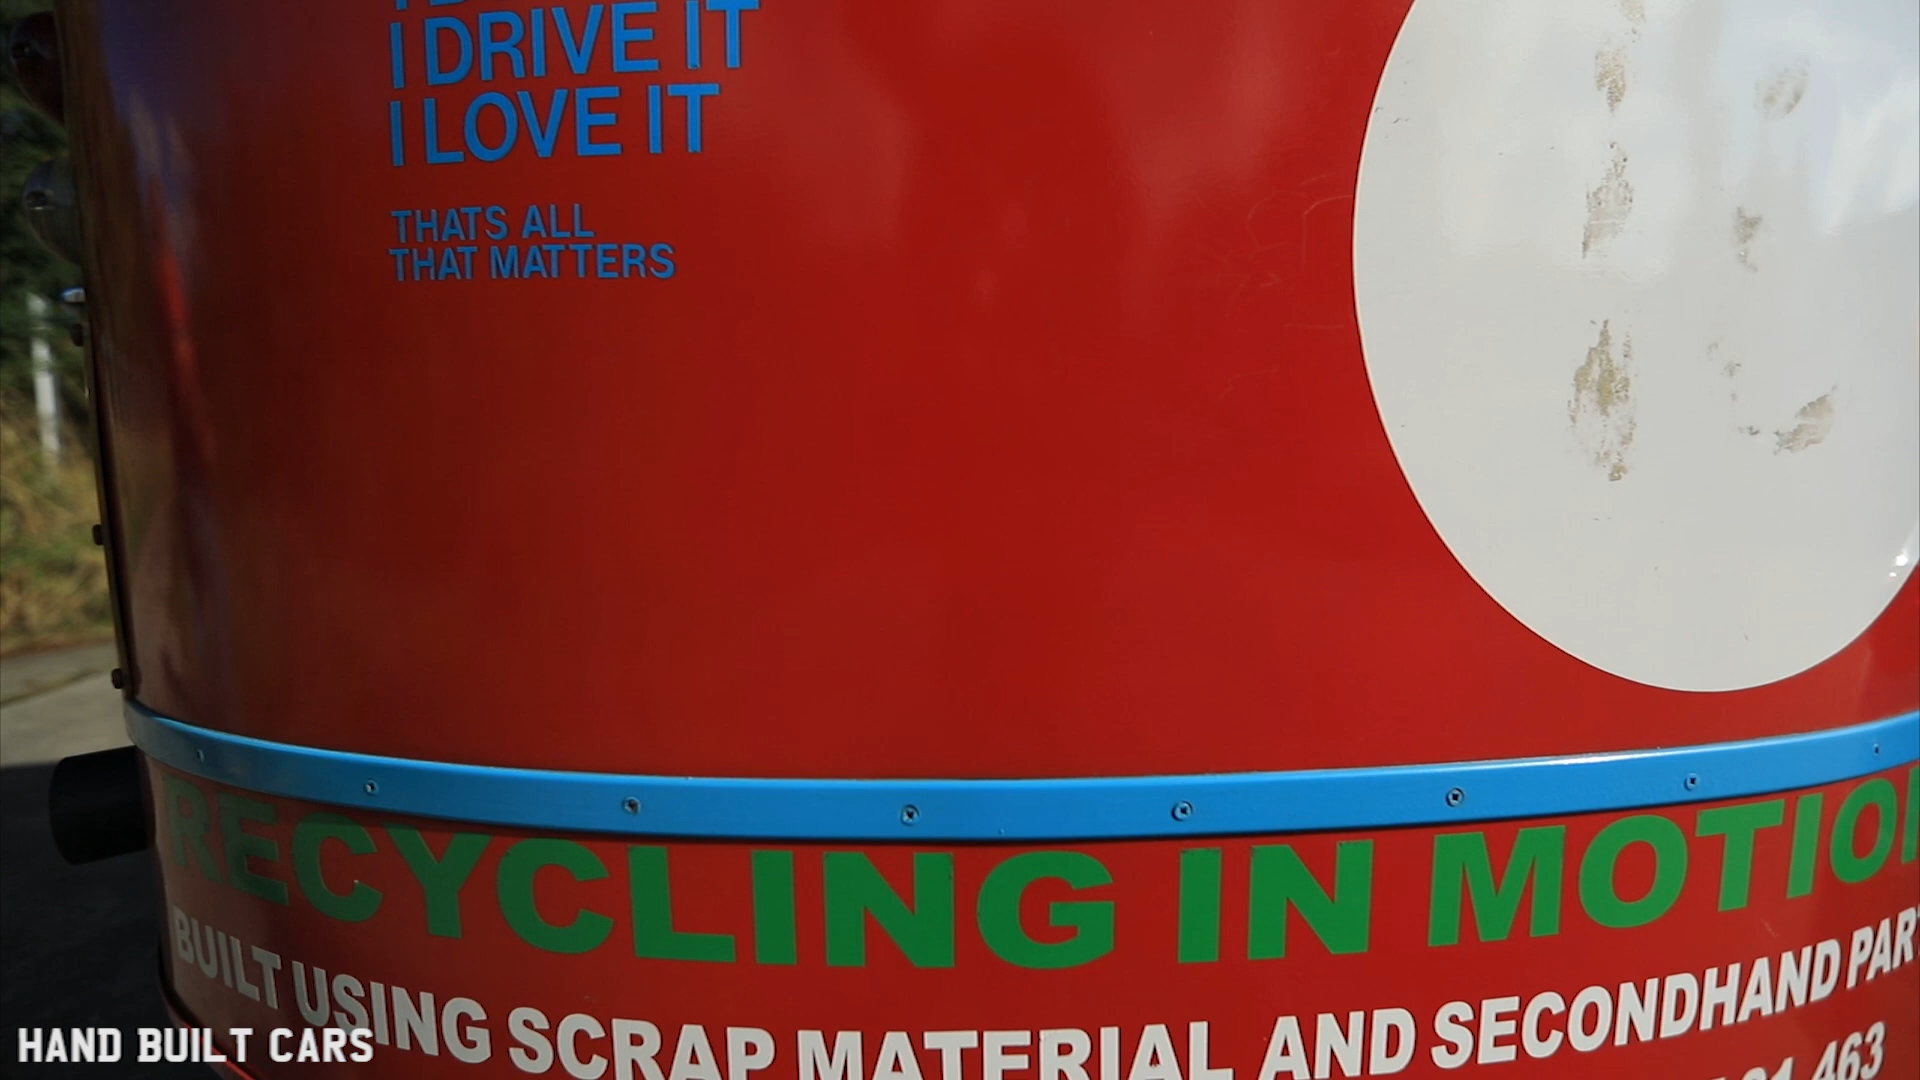 I DRIVE IT
I LOVE IT
THATS ALL
THAT MATTERS
RECYCLING IN MOTION
BUILT USING SCRAP MATERIAL AND SECONDHAND
463
HAND BUILT CARS